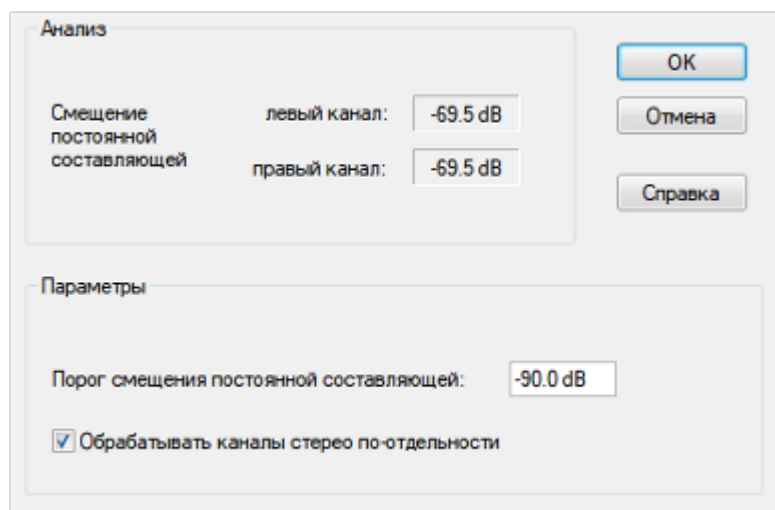 Анализ
OK
Смещение
постоянной
составляющей
левый канал: -69.5 dB
Отмена
правый канал: -69.5 dB
Справка
Параметры
Порог смещения постоянной составляющей: -90.0 dB
Обрабатывать каналы стерео по-отдельности